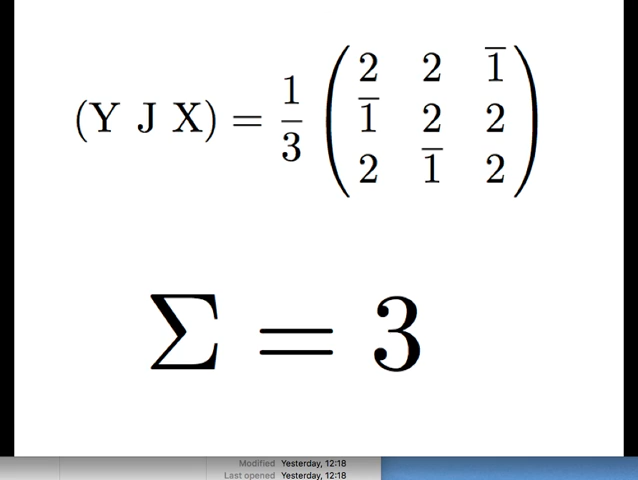 (Y J X) = 1/3 ( 2 2 1̅
1̅ 2 2
2 1̅ 2 )
Σ = 3
Modified Yesterday, 12:18
Last opened Yesterday, 12:18